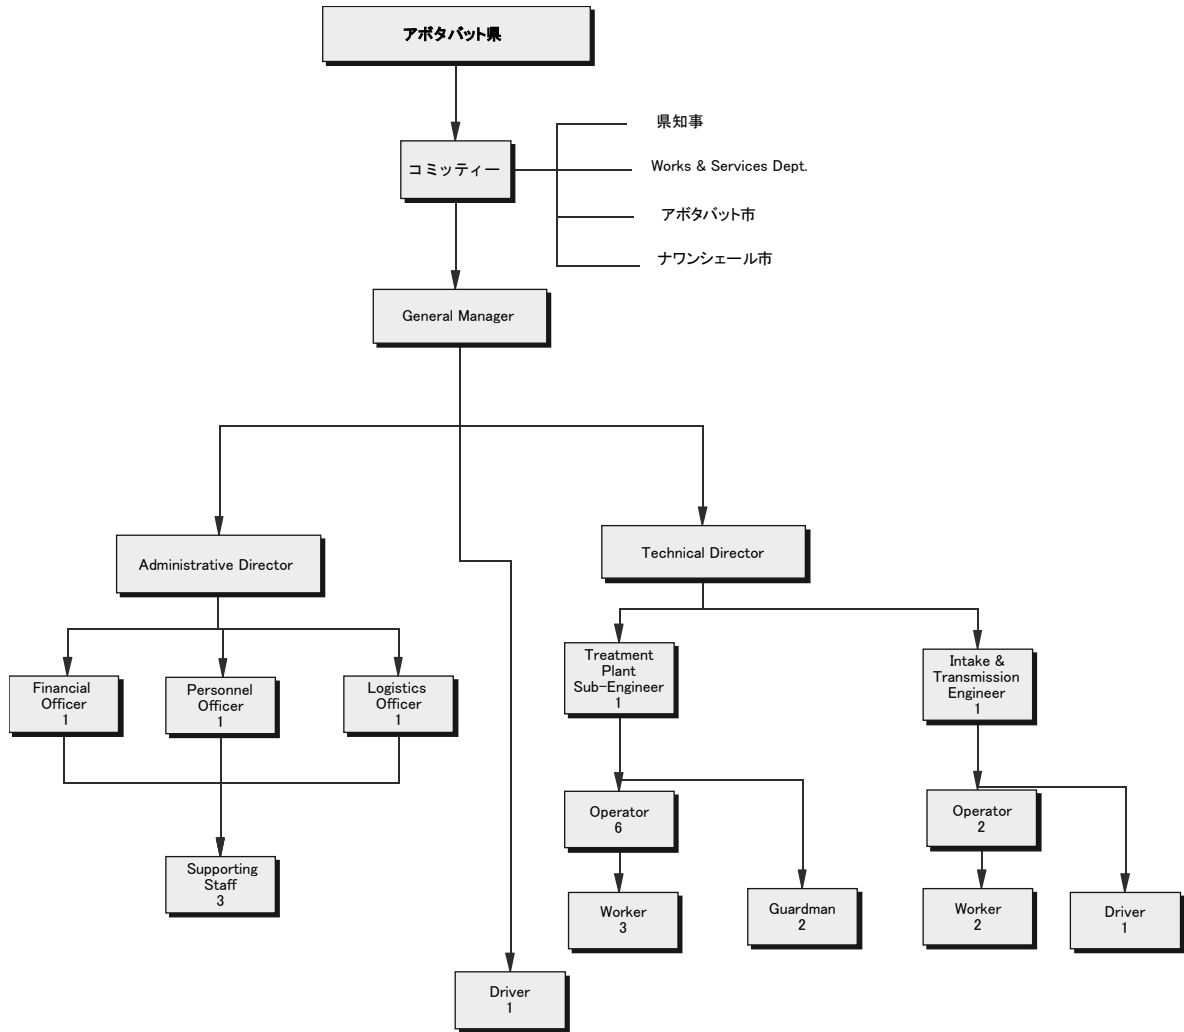 アボタバット県
県知事
コミッティー
Works & Services Dept.
アボタバット市
ナワンシェール市
General Manager
Administrative Director
Technical Director
Financial
Officer
1
Personnel
Officer
1
Logistics
Officer
1
Treatment
Plant
Sub-Engineer
1
Intake &
Transmission
Engineer
1
Operator
6
Operator
2
Supporting
Staff
3
Worker
3
Guardman
2
Worker
2
Driver
1
Driver
1